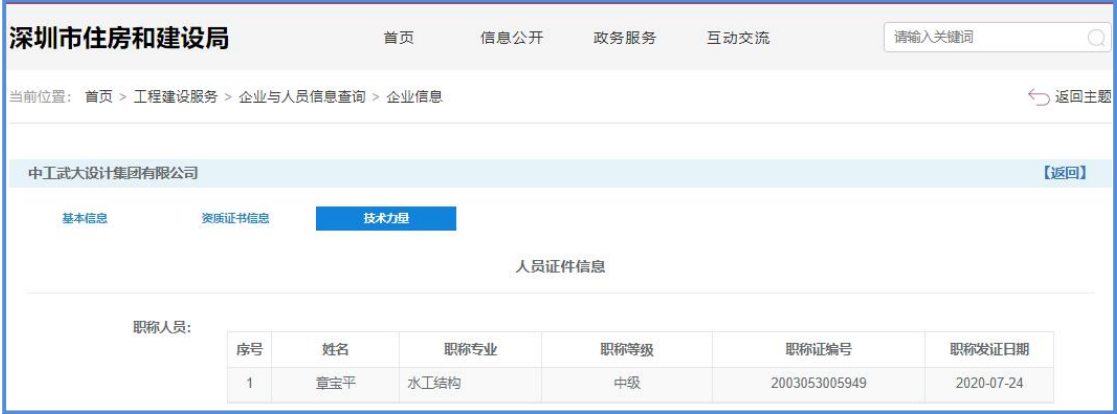 深圳市住房和建设局 首页 信息公开 政务服务 互动交流 请输入关键词
当前位置： 首页 > 工程建设服务 > 企业与人员信息查询 > 企业信息 返回主题
中工武大设计集团有限公司 【返回】
基本信息 资质证书信息 技术力量
人员证件信息
职称人员：
序号 姓名 职称专业 职称等级 职称证编号 职称发证日期
1 章宝平 水工结构 中级 2003053005949 2020-07-24